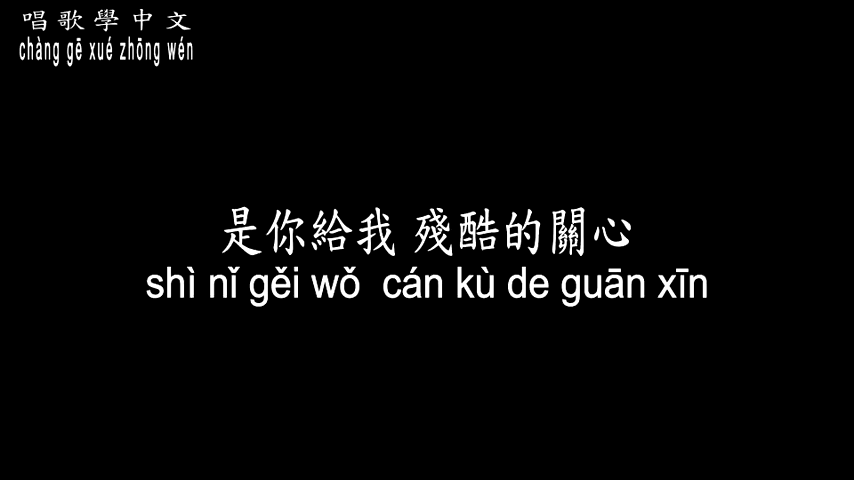 唱歌學中文
chàng gē xué zhōng wén
是你給我 殘酷的關心
shì nǐ gěi wǒ cán kù de guān xīn